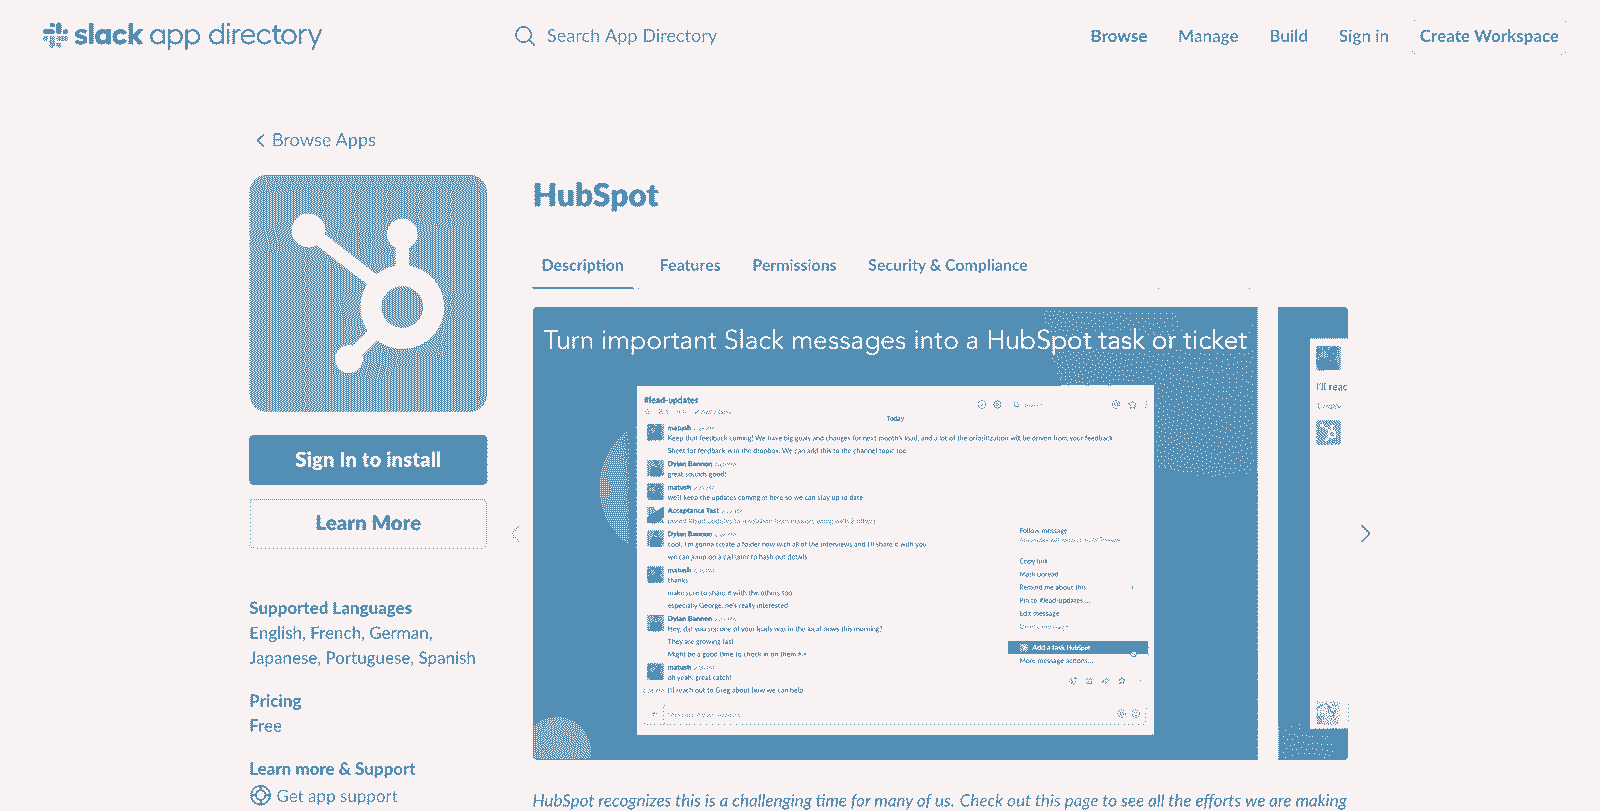 slack app directory
Search App Directory
Browse
Manage
Build
Sign in
Create Workspace
Browse Apps
HubSpot
Description
Features
Permissions
Security & Compliance
Sign In to install
Learn More
Supported Languages
English, French, German,
Japanese, Portuguese, Spanish
Pricing
Free
Learn more & Support
Get app support
Turn important Slack messages into a HubSpot task or ticket
#lead-updates
Today
matush
Keep that feedback coming! We have big goals and changes for next month's load, and a lot of the prioritization will be driven from your feedback
Sheet for feedback is in the dropbox. We can add this to the channel topic too
Dylan Bannon
great sounds good!
matush
we'll keep the updates coming in here so we can stay up to date
Acceptance Test
Dylan Bannon
cool. I'm gonna create a folder now with all of the interviews and I'll share it with you
we can jump on a call later to hash out details
matush
thanks
make sure to share it with the others too
especially George. He's really interested
Dylan Bannon
Hey, did you see one of your leads was in the local news this morning?
They are growing fast
Might be a good time to check in on them
matush
oh yeah, great catch!
I'll reach out to Greg about how we can help
Follow message
Copy link
Mark unread
Remind me about this
Pin to #lead-updates...
Edit message
Add a task HubSpot
More message actions...
I'll reac
HubSpot recognizes this is a challenging time for many of us. Check out this page to see all the efforts we are making